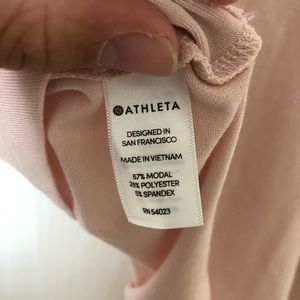 ATHLETA
DESIGNED IN
SAN FRANCISCO
MADE IN VIETNAM
67% MODAL
28% POLYESTER
5% SPANDEX
RN 54023